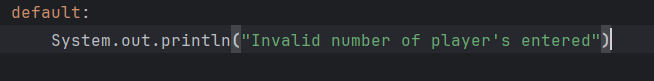 default:
System.out.println("Invalid number of player's entered")